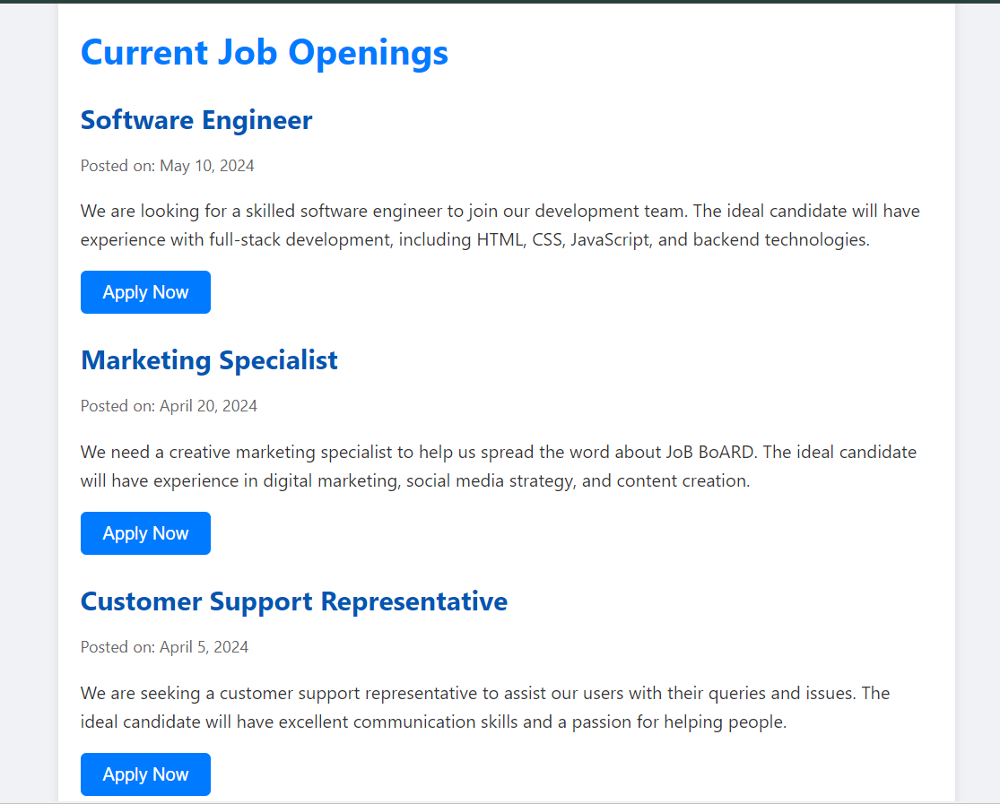 Current Job Openings
Software Engineer
Posted on: May 10, 2024
We are looking for a skilled software engineer to join our development team. The ideal candidate will have
experience with full-stack development, including HTML, CSS, JavaScript, and backend technologies.
Apply Now
Marketing Specialist
Posted on: April 20, 2024
We need a creative marketing specialist to help us spread the word about JoB BoARD. The ideal candidate
will have experience in digital marketing, social media strategy, and content creation.
Apply Now
Customer Support Representative
Posted on: April 5, 2024
We are seeking a customer support representative to assist our users with their queries and issues. The
ideal candidate will have excellent communication skills and a passion for helping people.
Apply Now